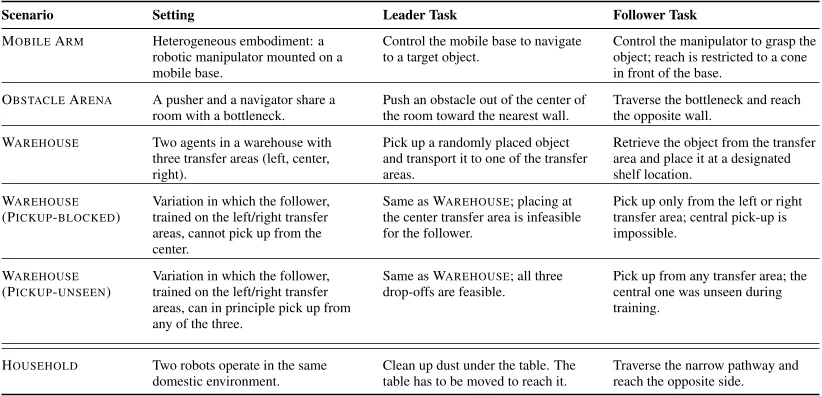 Scenario Setting Leader Task Follower Task
MOBILE ARM Heterogeneous embodiment: a Control the mobile base to navigate Control the manipulator to grasp the
robotic manipulator mounted on a to a target object. object; reach is restricted to a cone
mobile base. in front of the base.
OBSTACLE ARENA A pusher and a navigator share a Push an obstacle out of the center of Traverse the bottleneck and reach
room with a bottleneck. the room toward the nearest wall. the opposite wall.
WAREHOUSE Two agents in a warehouse with Pick up a randomly placed object Retrieve the object from the transfer
three transfer areas (left, center, and transport it to one of the transfer area and place it at a designated
right). areas. shelf location.
WAREHOUSE Variation in which the follower, Same as WAREHOUSE; placing at Pick up only from the left or right
(PICKUP-BLOCKED) trained on the left/right transfer the center transfer area is infeasible transfer area; central pick-up is
areas, cannot pick up from the for the follower. impossible.
center.
WAREHOUSE Variation in which the follower, Same as WAREHOUSE; all three Pick up from any transfer area; the
(PICKUP-UNSEEN) trained on the left/right transfer drop-offs are feasible. central one was unseen during
areas, can in principle pick up from training.
any of the three.
HOUSEHOLD Two robots operate in the same Clean up dust under the table. The Traverse the narrow pathway and
domestic environment. table has to be moved to reach it. reach the opposite side.